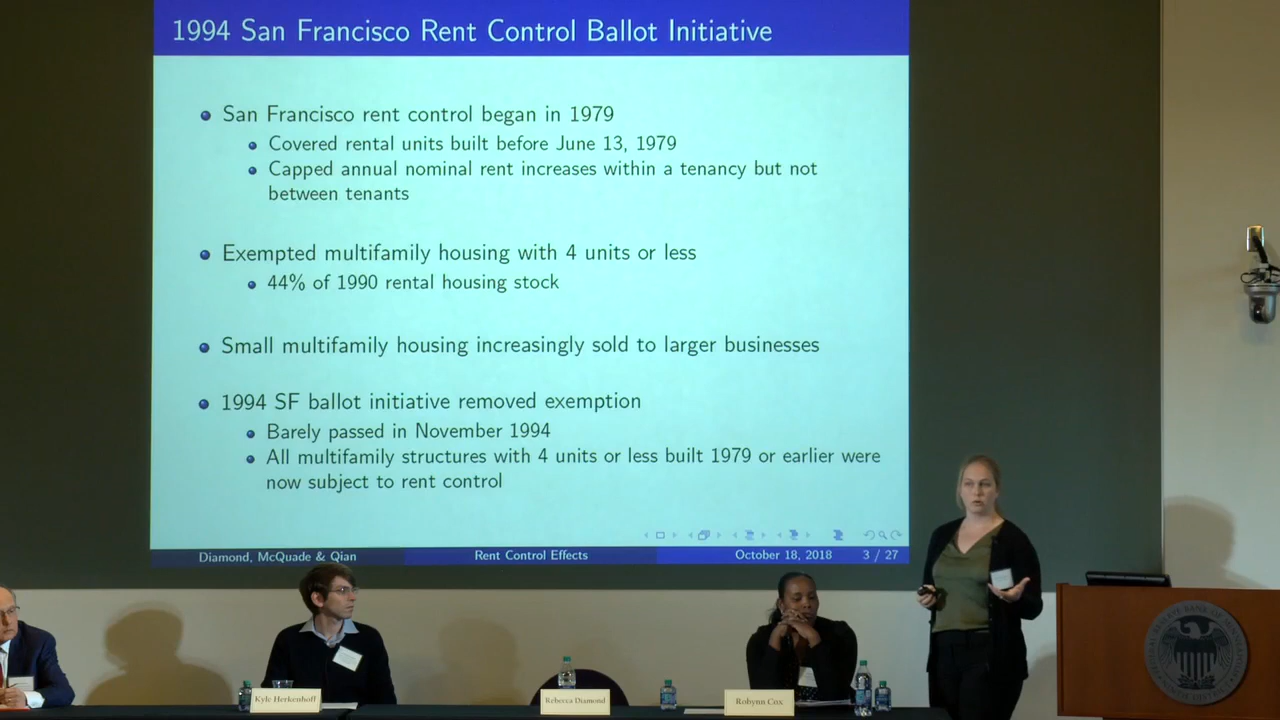 1994 San Francisco Rent Control Ballot Initiative
San Francisco rent control began in 1979
Covered rental units built before June 13, 1979
Capped annual nominal rent increases within a tenancy but not
between tenants
Exempted multifamily housing with 4 units or less
44% of 1990 rental housing stock
Small multifamily housing increasingly sold to larger businesses
1994 SF ballot initiative removed exemption
Barely passed in November 1994
All multifamily structures with 4 units or less built 1979 or earlier were
now subject to rent control
Diamond, McQuade & Qian
Rent Control Effects
October 18, 2018
3 / 27
Kyle Herkenhoff
Rebecca Diamond
Robynn Cox